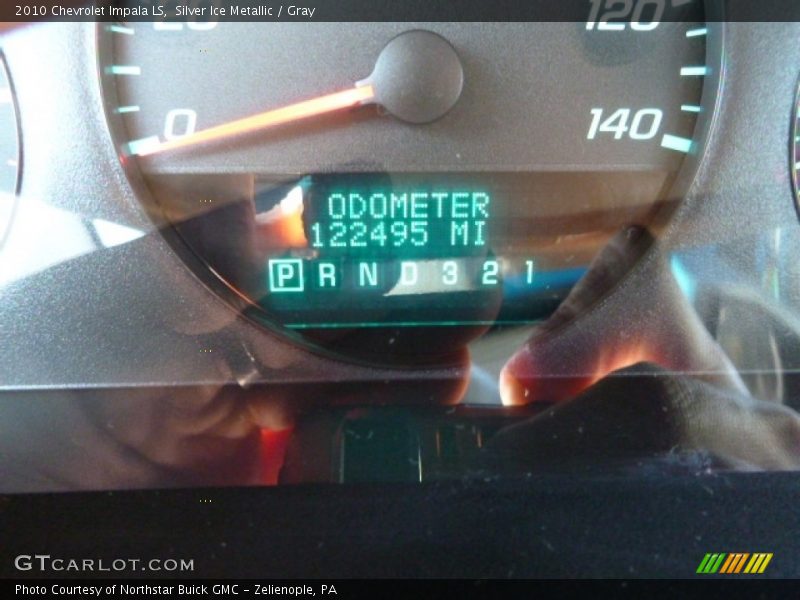 2010 Chevrolet Impala LS,  Silver Ice Metallic / Gray
20 120
0 140
ODOMETER
122495 MI
P R N D 3 2 1
GTCARLOT.COM
Photo Courtesy of Northstar Buick GMC - Zelienople, PA